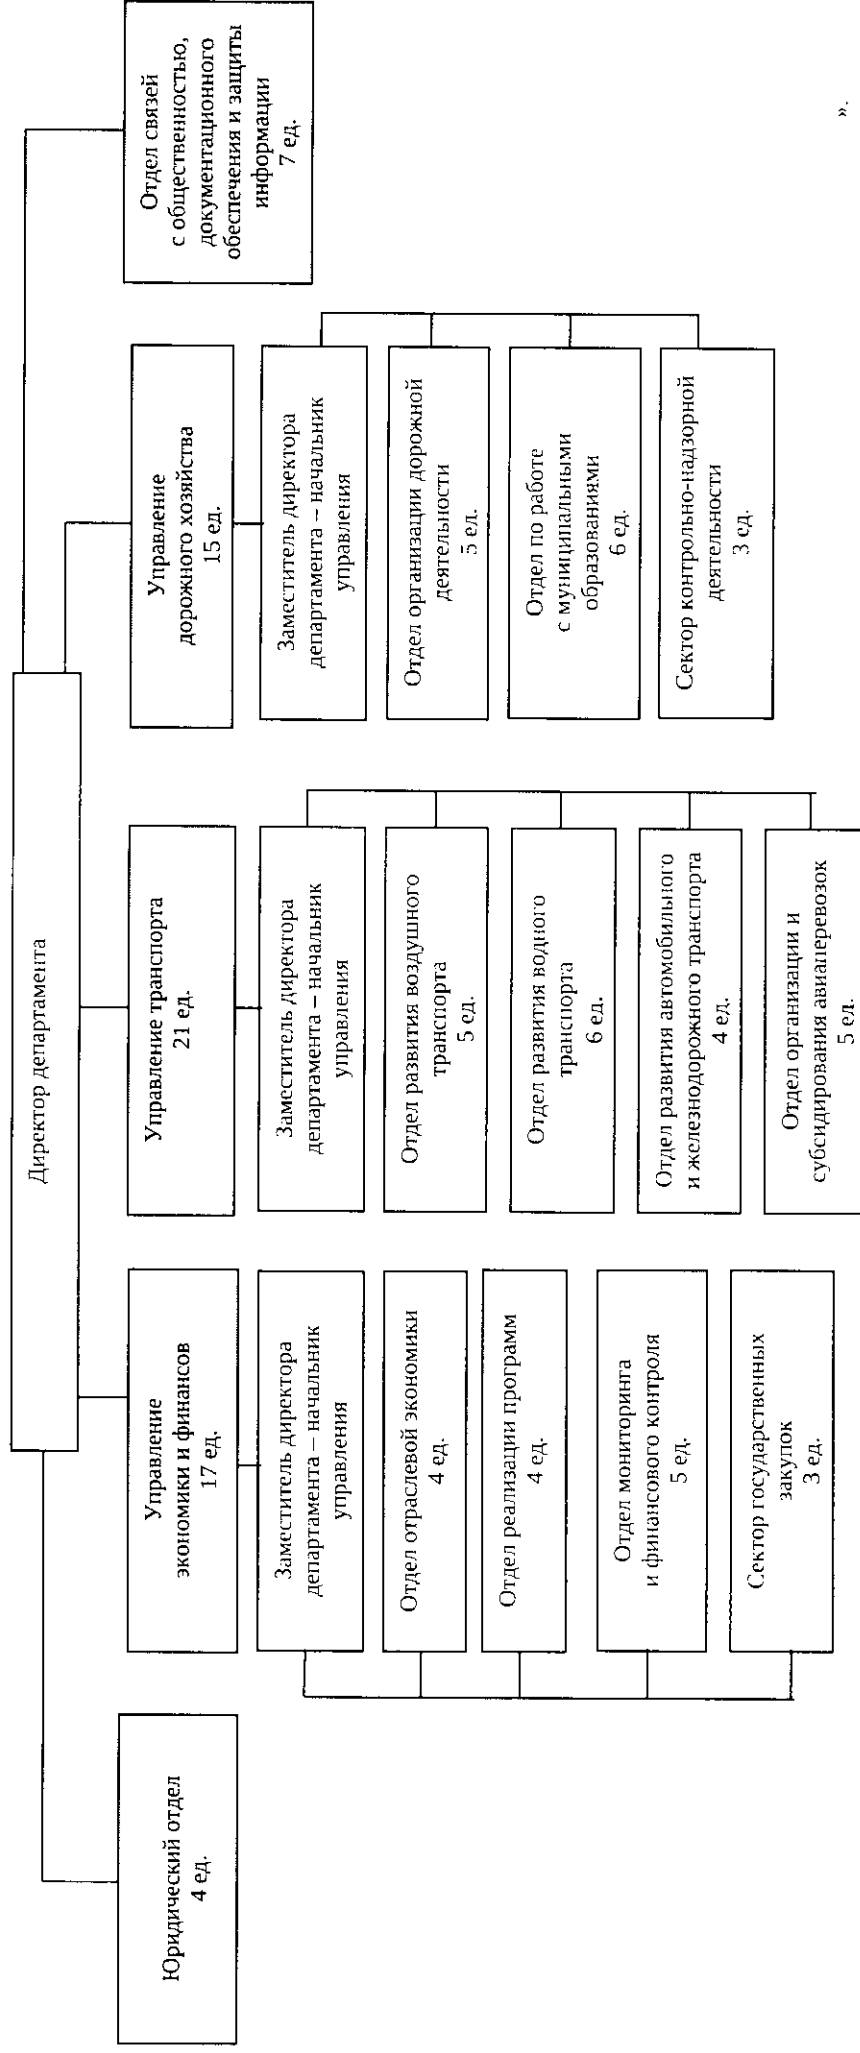 Директор департамента
Юридический отдел
4 ед.
Управление
экономики и финансов
17 ед.
Заместитель директора
департамента – начальник
управления
Отдел отраслевой экономики
4 ед.
Отдел реализации программ
4 ед.
Отдел мониторинга
и финансового контроля
5 ед.
Сектор государственных
закупок
3 ед.
Управление транспорта
21 ед.
Заместитель директора
департамента – начальник
управления
Отдел развития воздушного
транспорта
5 ед.
Отдел развития водного
транспорта
6 ед.
Отдел развития автомобильного
и железнодорожного транспорта
4 ед.
Отдел организации и
субсидирования авиаперевозок
5 ед.
Управление
дорожного хозяйства
15 ед.
Заместитель директора
департамента – начальник
управления
Отдел организации дорожной
деятельности
5 ед.
Отдел по работе
с муниципальными
образованиями
6 ед.
Сектор контрольно-надзорной
деятельности
3 ед.
Отдел связей
с общественностью,
документационного
обеспечения и защиты
информации
7 ед.
».